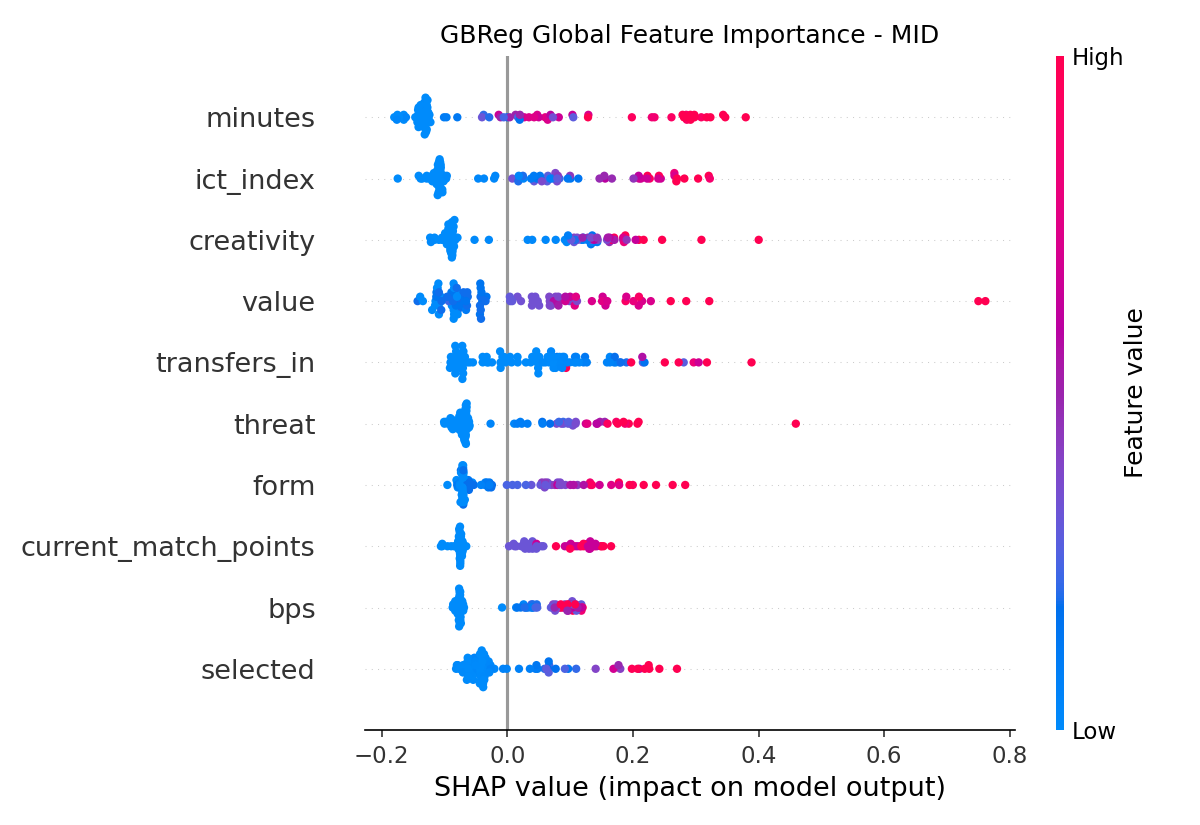 GBReg Global Feature Importance - MID
High
minutes
ict_index
creativity
value
transfers_in
threat
form
current_match_points
bps
selected
Feature value
Low
−0.2 0.0 0.2 0.4 0.6 0.8
SHAP value (impact on model output)